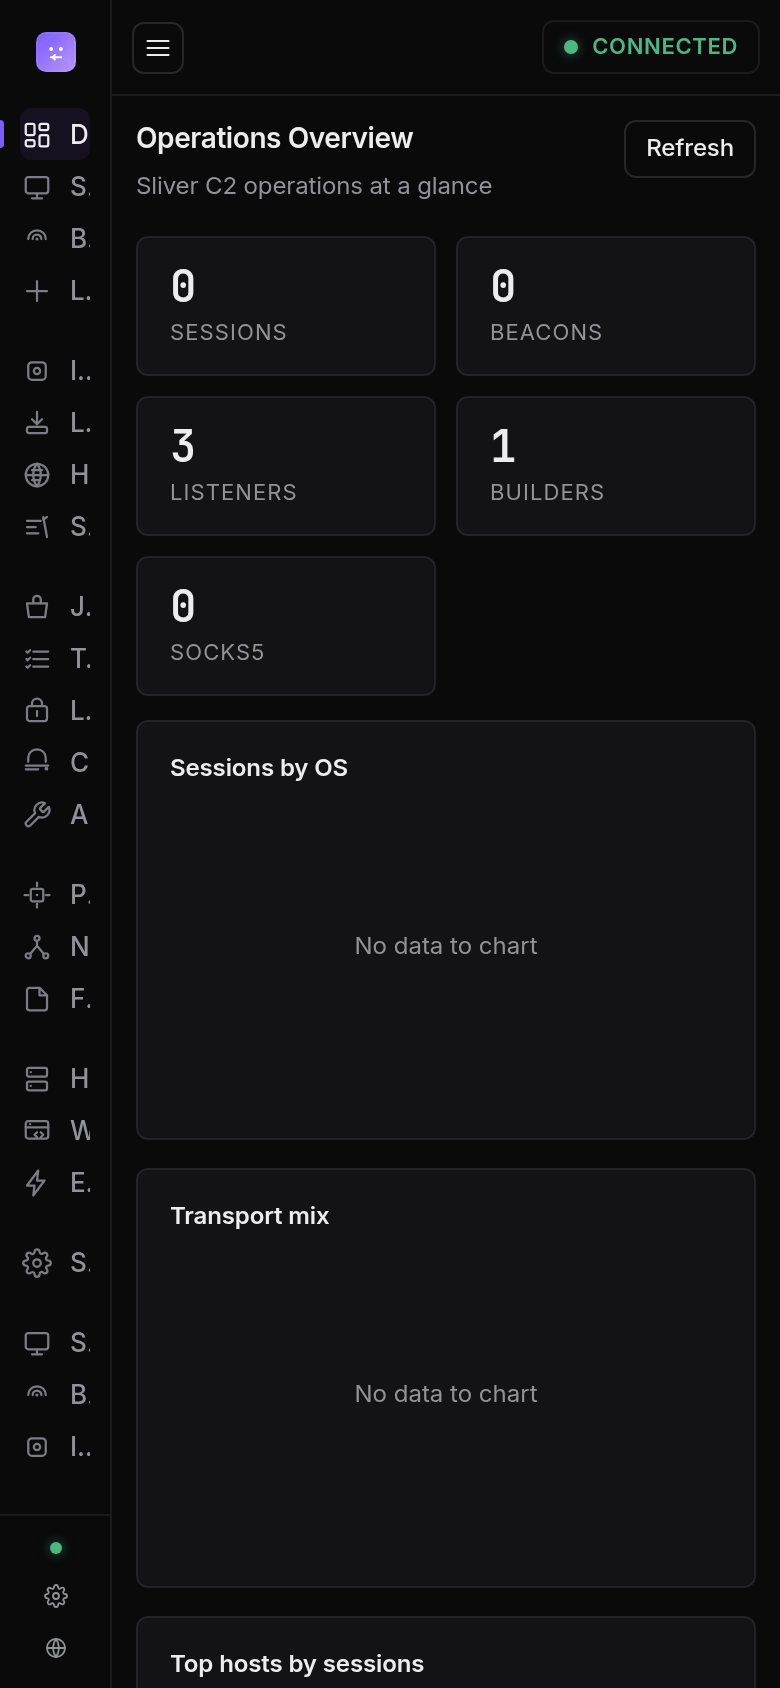 CONNECTED
D
S.
B.
L.
I..
L.
H
S.
J.
T.
L.
C
A
P.
N
F.
H
W
E.
S.
S.
B.
I..
Operations Overview
Refresh
Sliver C2 operations at a glance
0
SESSIONS
0
BEACONS
3
LISTENERS
1
BUILDERS
0
SOCKS5
Sessions by OS
No data to chart
Transport mix
No data to chart
Top hosts by sessions